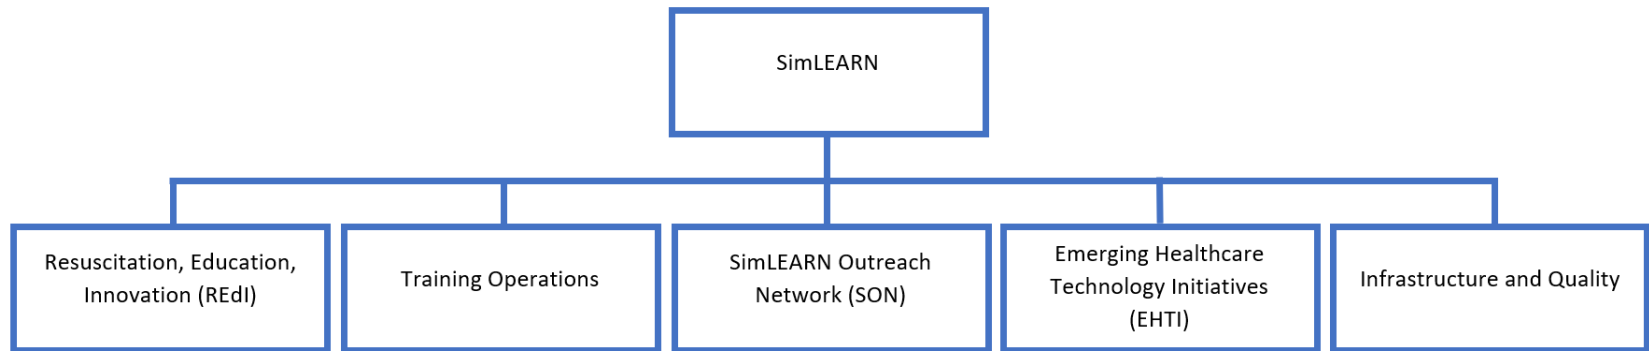 SimLEARN
Resuscitation, Education,
Innovation (REdI)
Training Operations
SimLEARN Outreach
Network (SON)
Emerging Healthcare
Technology Initiatives
(EHTI)
Infrastructure and Quality